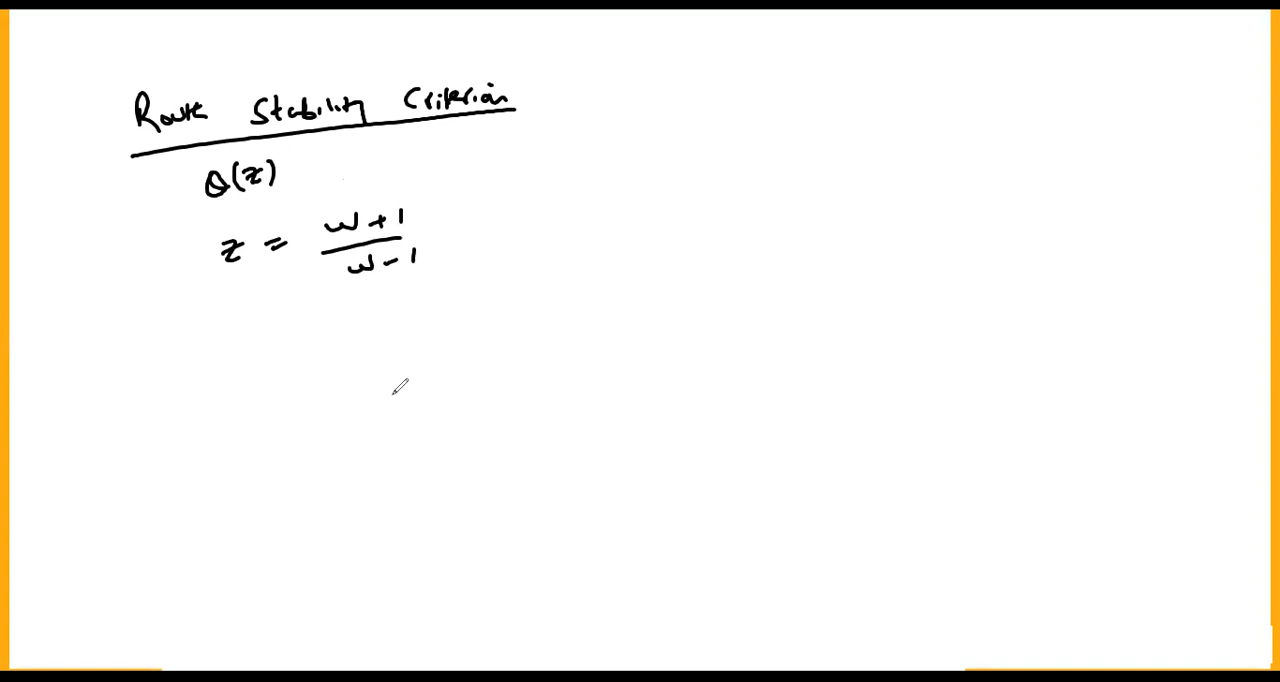 Routh Stability Criterion
Q(z)
z = w + 1 / w - 1